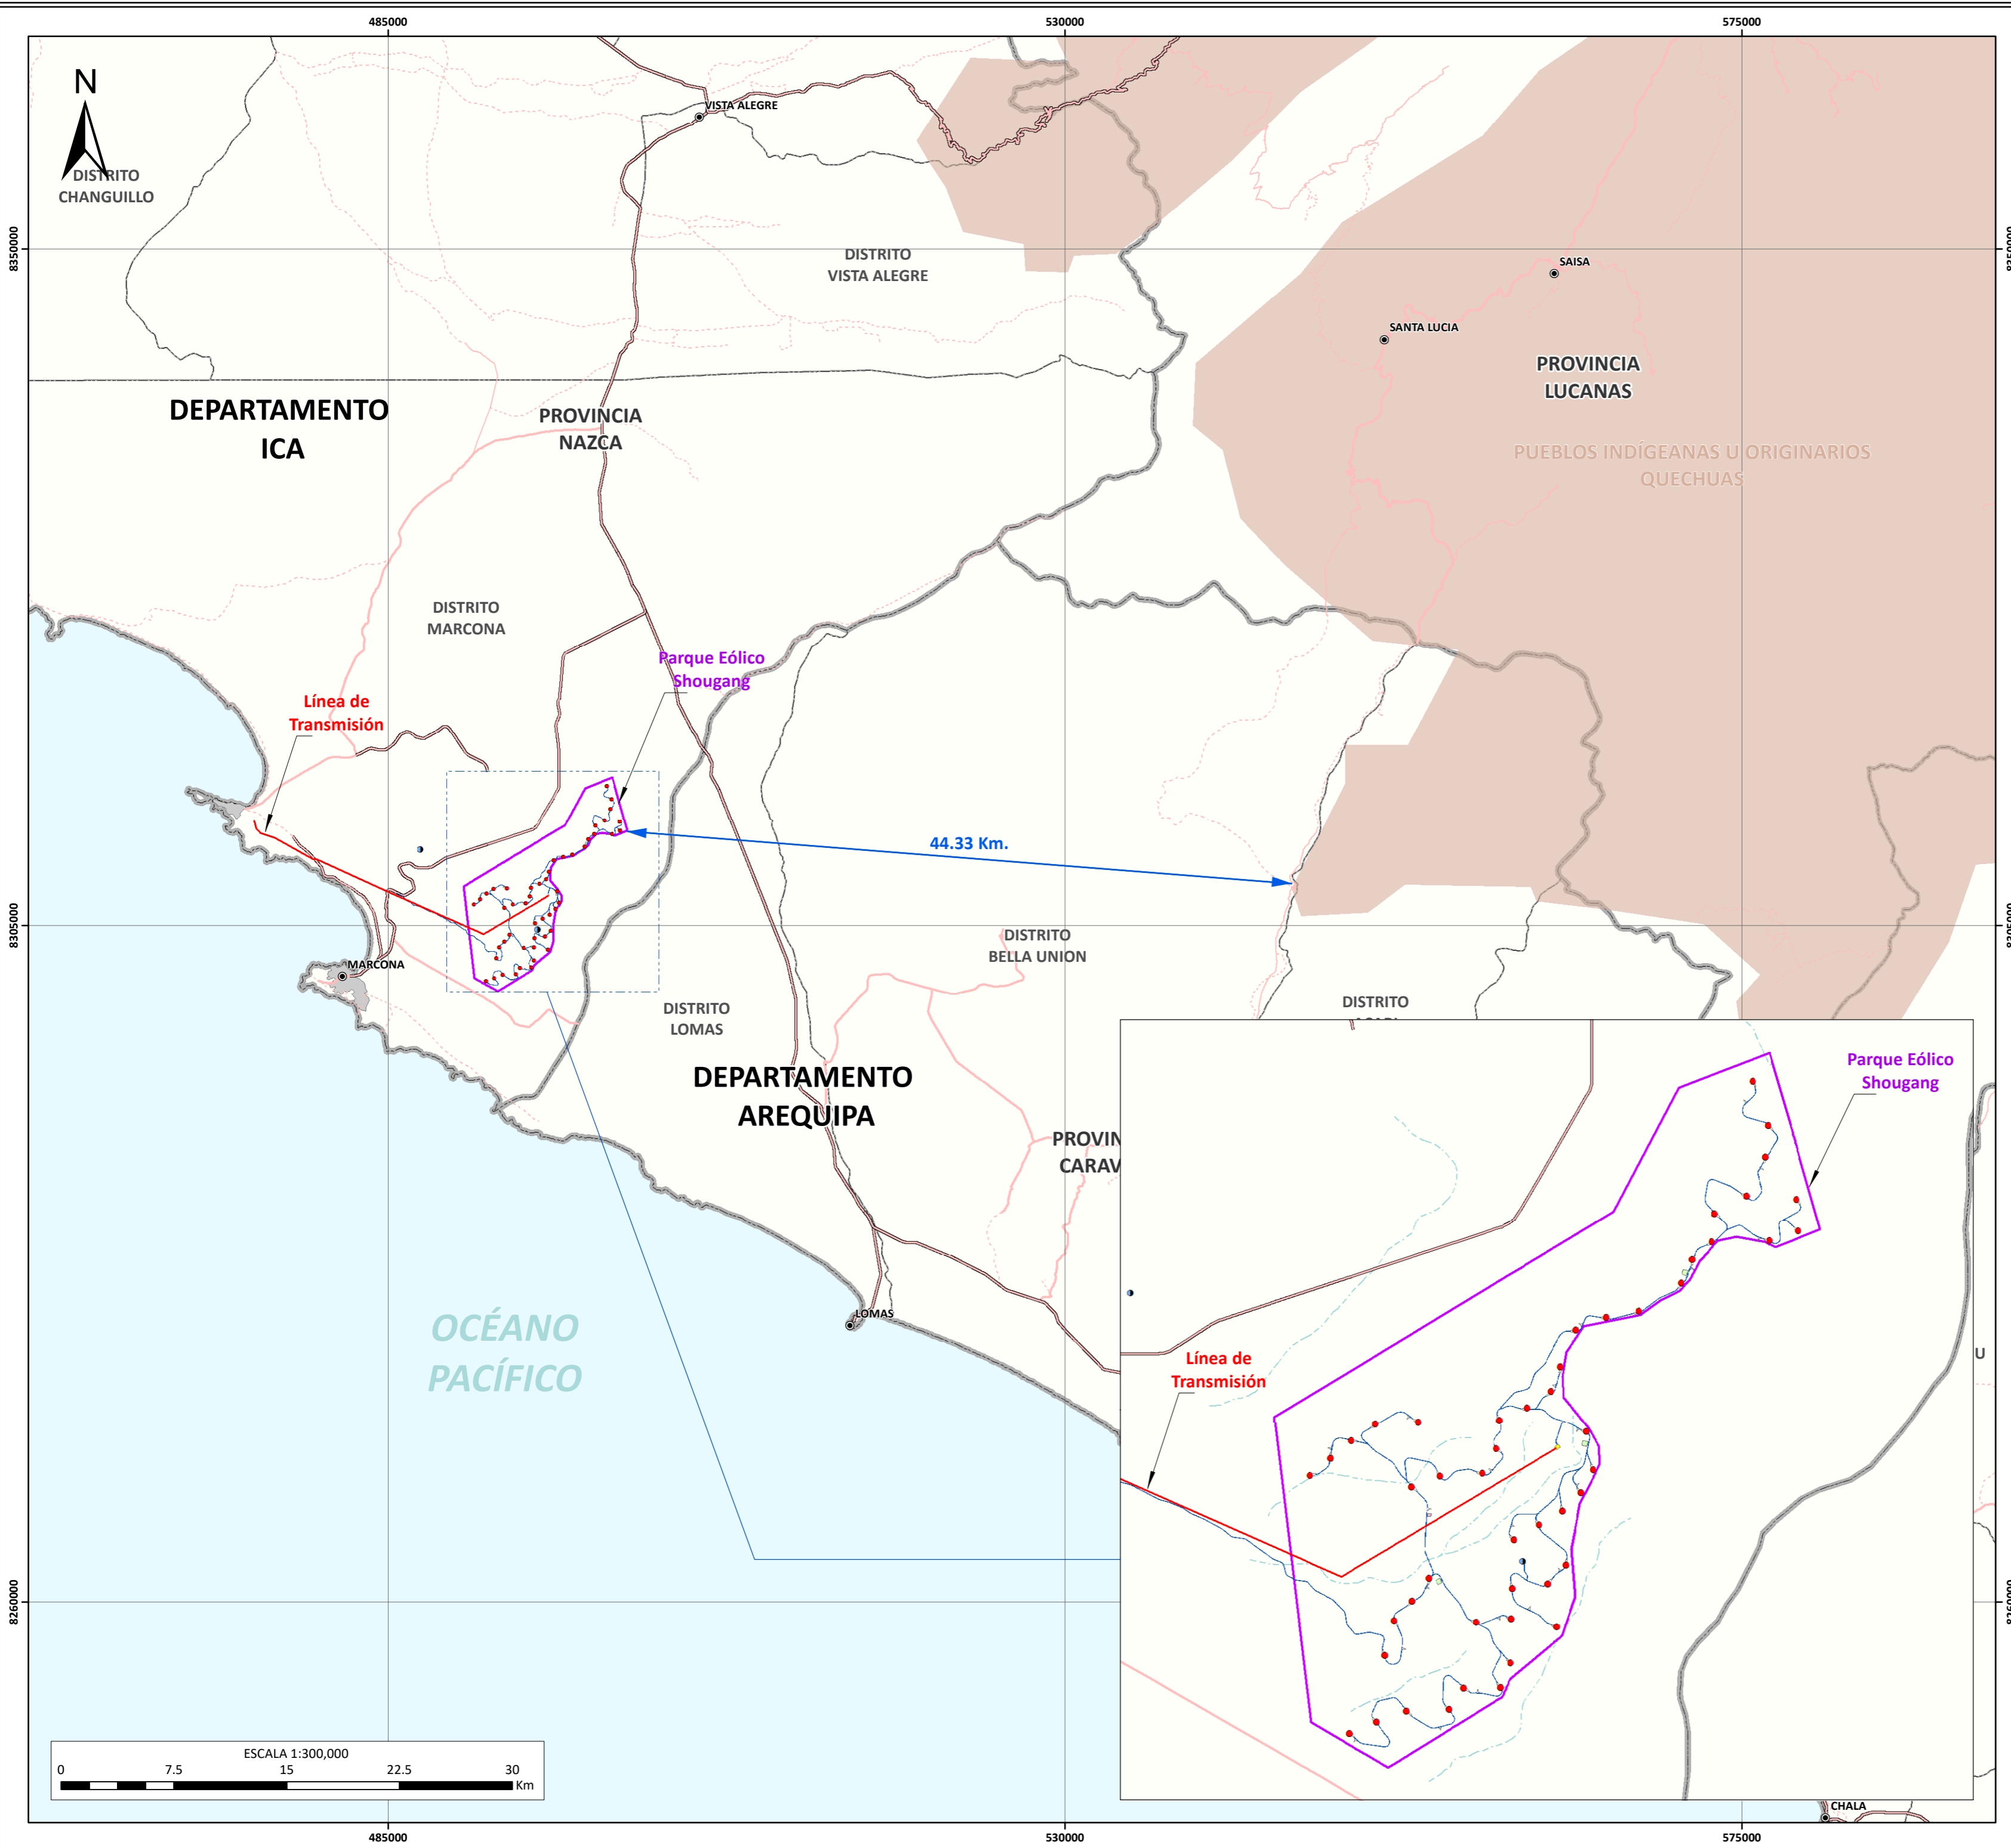 485000
530000
575000
N
VISTA ALEGRE
DISTRITO
CHANGUILLO
8350000
8350000
DISTRITO
VISTA ALEGRE
SAISA
SANTA LUCIA
PROVINCIA
LUCANAS
DEPARTAMENTO
ICA
PROVINCIA
NAZCA
PUEBLOS INDÍGEANAS U ORIGINARIOS
QUECHUAS
DISTRITO
MARCONA
Parque Eólico
Shougang
Línea de
Transmisión
44.33 Km.
8305000
8305000
DISTRITO
BELLA UNION
MARCONA
DISTRITO
LOMAS
DISTRITO
DEPARTAMENTO
AREQUIPA
PROVIN
CARAV
Parque Eólico
Shougang
LOMAS
OCÉANO
PACÍFICO
Línea de
Transmisión
U
8260000
8260000
ESCALA 1:300,000
0 7.5 15 22.5 30
Km
CHALA
485000
530000
575000